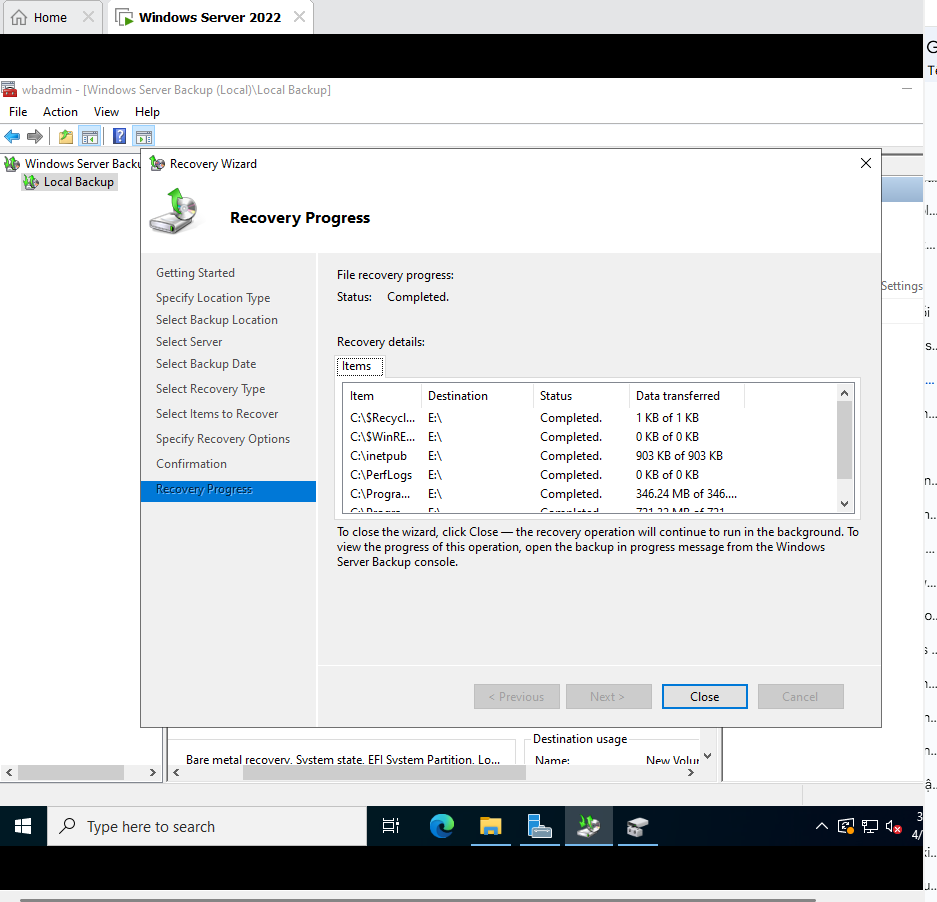 Home
Windows Server 2022
wbadmin - [Windows Server Backup (Local)\Local Backup]
File Action View Help
Windows Server Backu
Local Backup
Recovery Wizard
Recovery Progress
Getting Started
Specify Location Type
Select Backup Location
Select Server
Select Backup Date
Select Recovery Type
Select Items to Recover
Specify Recovery Options
Confirmation
Recovery Progress
File recovery progress:
Status: Completed.
Recovery details:
Items
Item Destination Status Data transferred
C:\$Recycl... E:\ Completed. 1 KB of 1 KB
C:\$WinRE... E:\ Completed. 0 KB of 0 KB
C:\inetpub E:\ Completed. 903 KB of 903 KB
C:\PerfLogs E:\ Completed. 0 KB of 0 KB
C:\Progra... E:\ Completed. 346.24 MB of 346....
To close the wizard, click Close — the recovery operation will continue to run in the background. To
view the progress of this operation, open the backup in progress message from the Windows
Server Backup console.
< Previous Next > Close Cancel
Settings
Destination usage
Bare metal recovery, System state, EFI System Partition, Lo...
Name: New Volu
Type here to search